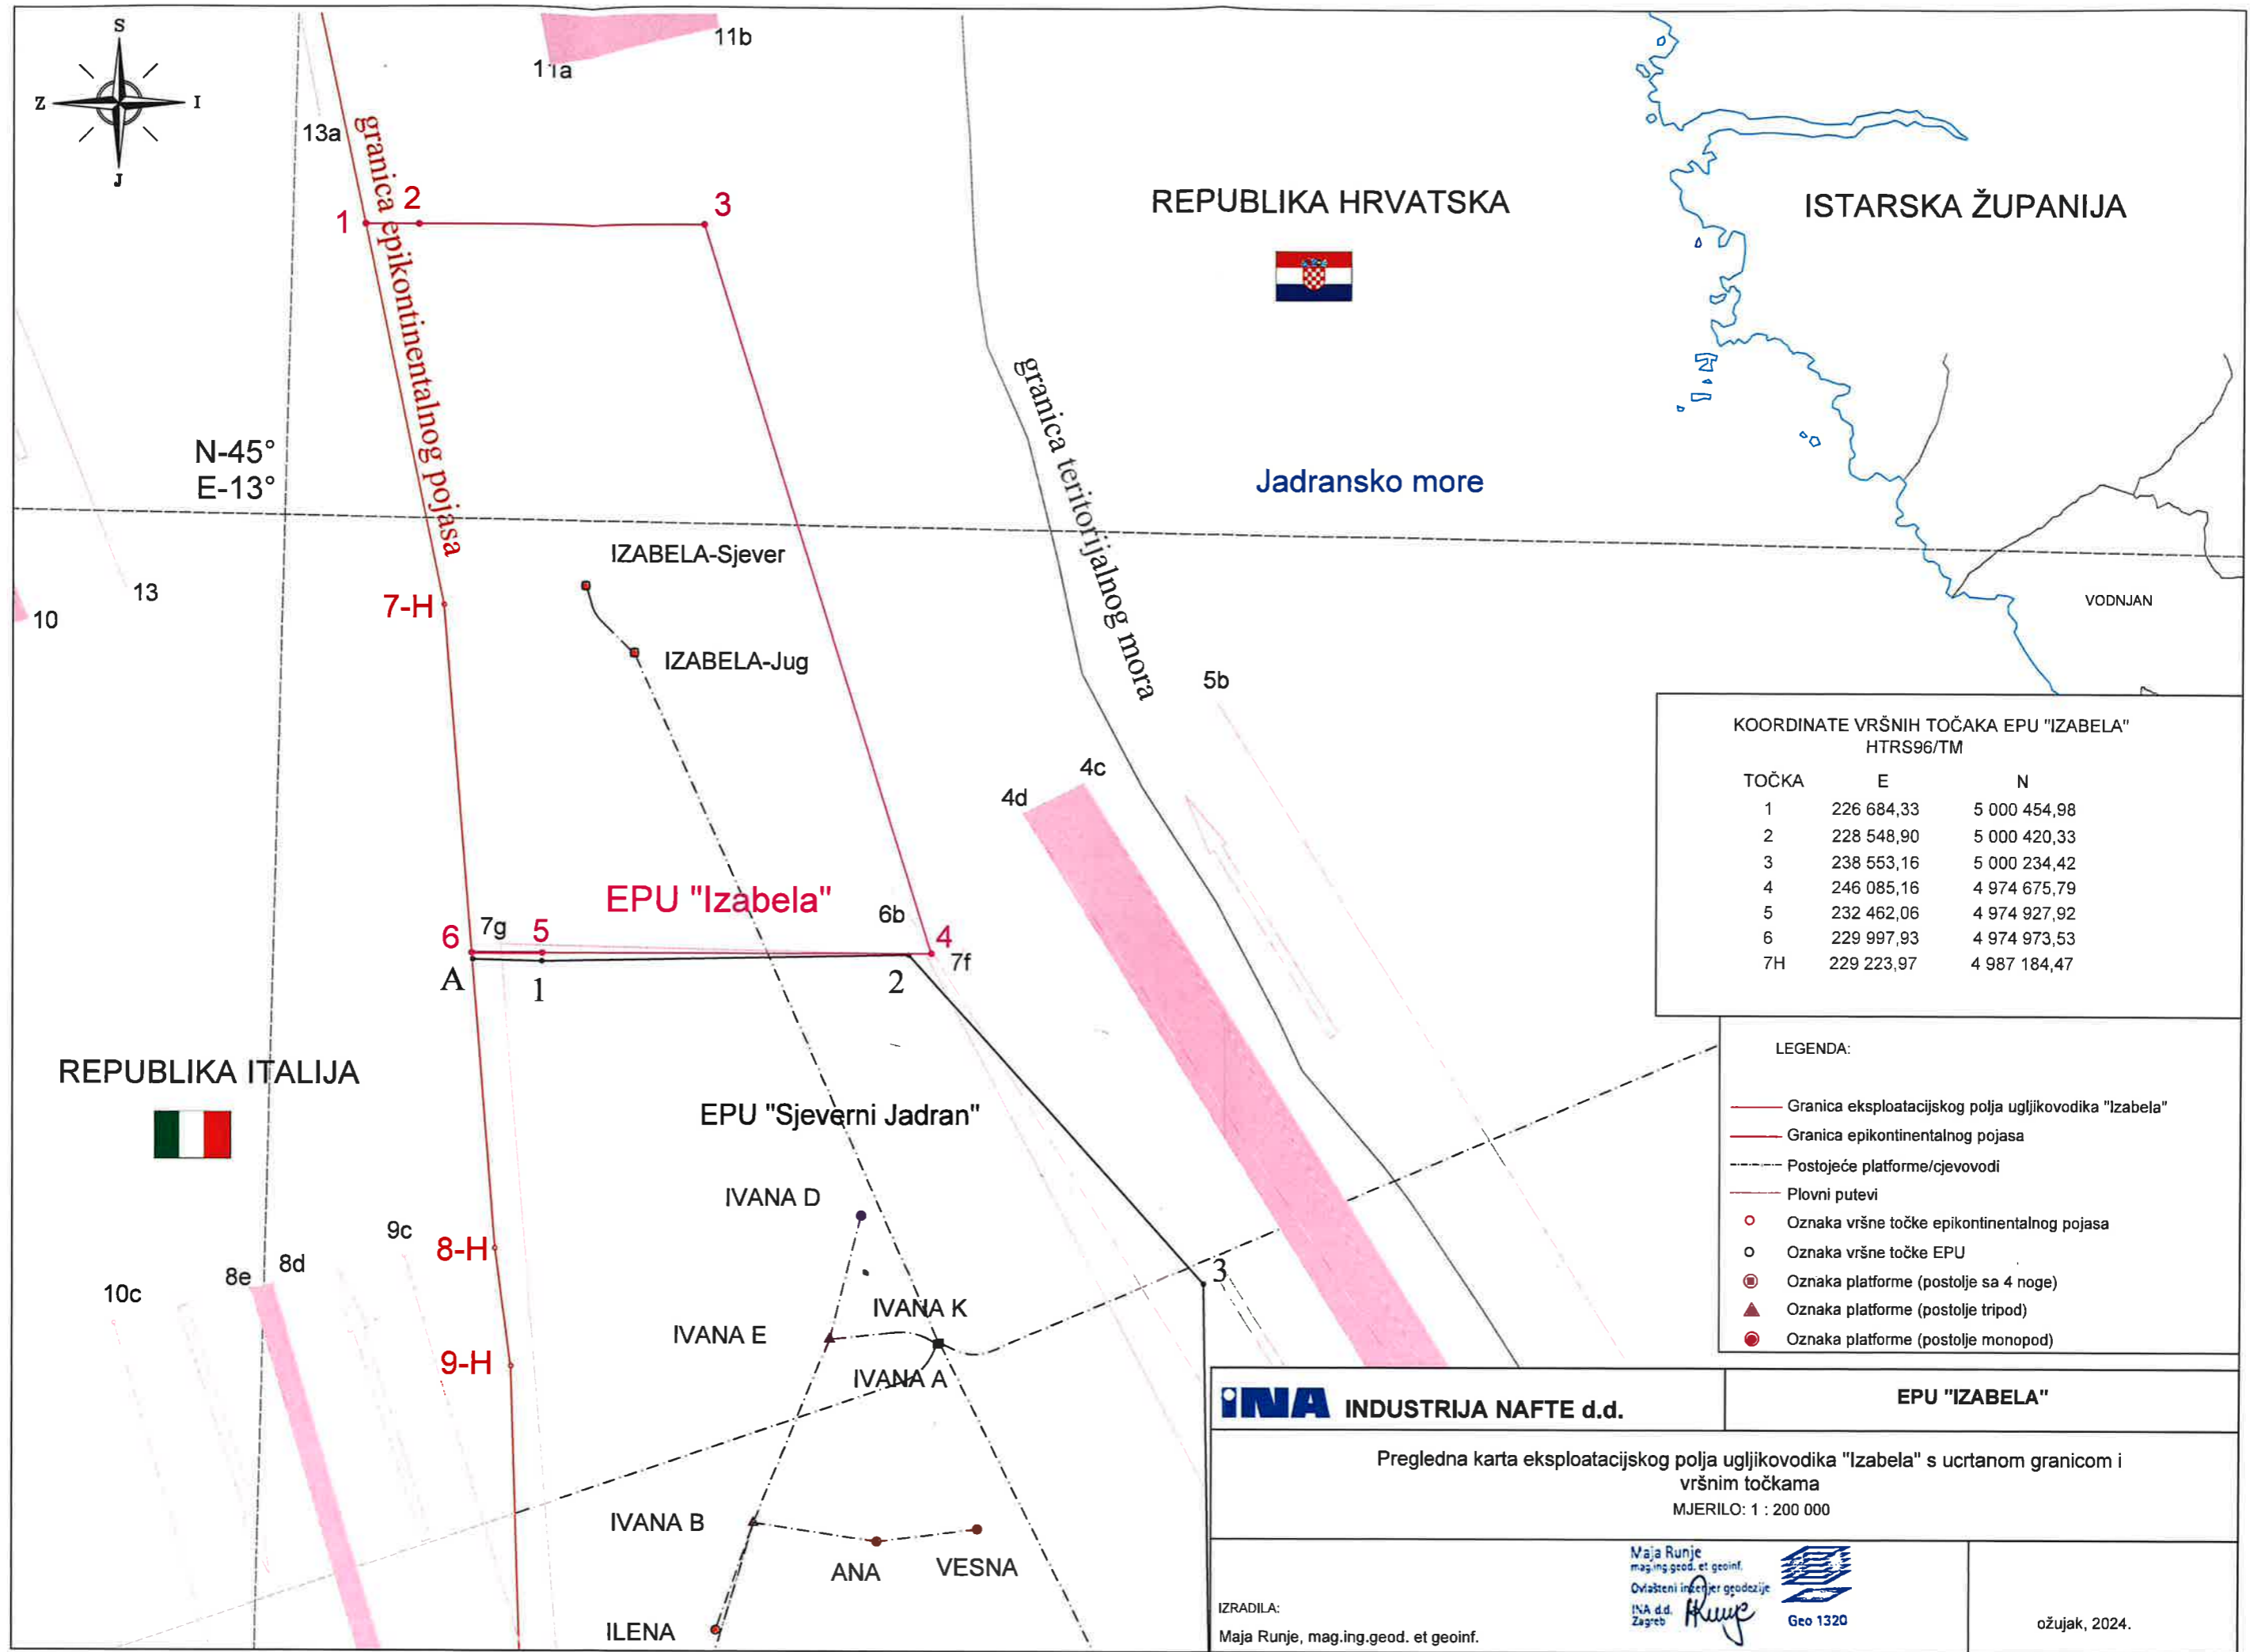 S
Z
I
J
11b
11a
13a
granica epikontinentalnog pojasa
1
2
3
REPUBLIKA HRVATSKA
ISTARSKA ŽUPANIJA
granica teritorijalnog mora
N-45°
E-13°
Jadransko more
IZABELA-Sjever
13
10
7-H
IZABELA-Jug
VODNJAN
5b
4c
4d
EPU "Izabela"
6b
7g
6
5
4
7f
A
1
2
KOORDINATE VRŠNIH TOČAKA EPU "IZABELA"
HTRS96/TM
TOČKA E N
1 226 684,33 5 000 454,98
2 228 548,90 5 000 420,33
3 238 553,16 5 000 234,42
4 246 085,16 4 974 675,79
5 232 462,06 4 974 927,92
6 229 997,93 4 974 973,53
7H 229 223,97 4 987 184,47
REPUBLIKA ITALIJA
EPU "Sjeverni Jadran"
LEGENDA:
Granica eksploatacijskog polja ugljikovodika "Izabela"
Granica epikontinentalnog pojasa
Postojeće platforme/cjevovodi
Plovni putevi
Oznaka vršne točke epikontinentalnog pojasa
Oznaka vršne točke EPU
Oznaka platforme (postolje sa 4 noge)
Oznaka platforme (postolje tripod)
Oznaka platforme (postolje monopod)
IVANA D
9c
8-H
8e
8d
10c
3
IVANA K
IVANA E
9-H
IVANA A
IVANA B
ANA
VESNA
ILENA
INA INDUSTRIJA NAFTE d.d.
EPU "IZABELA"
Pregledna karta eksploatacijskog polja ugljikovodika "Izabela" s ucrtanom granicom i
vršnim točkama
MJERILO: 1 : 200 000
IZRADILA:
Maja Runje, mag.ing.geod. et geoinf.
Maja Runje
mag.ing.geod. et geoinf.
Ovlašteni inženjer geodezije
INA d.d.
Zagreb
Geo 1320
ožujak, 2024.